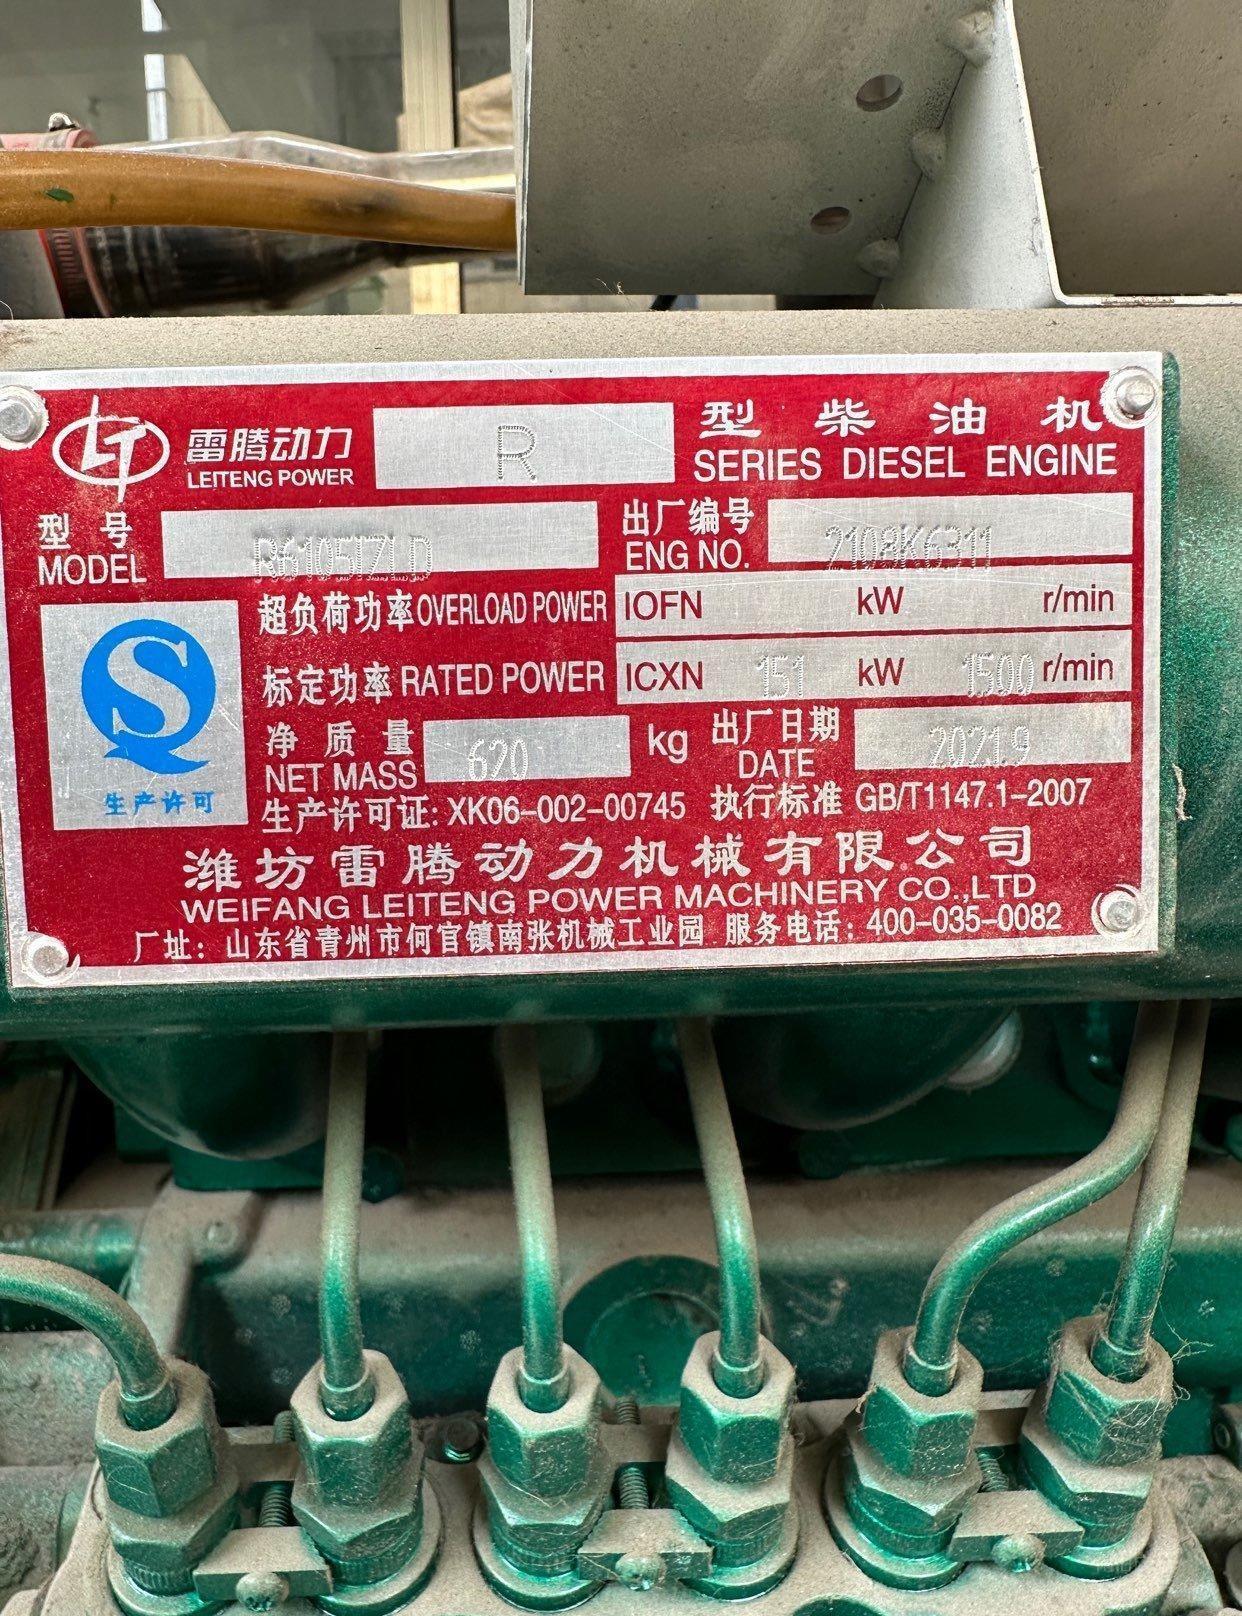 LT 雷腾动力 R 型柴油机
LEITENG POWER SERIES DIESEL ENGINE
型号 R6105IZLD 出厂编号 2108K6311
MODEL ENG NO.
超负荷功率 OVERLOAD POWER IOFN kW r/min
标定功率 RATED POWER ICXN 151 kW 1500 r/min
净质量 620 kg 出厂日期 2021.9
NET MASS DATE
S
生产许可
生产许可证: XK06-002-00745 执行标准 GB/T1147.1-2007
潍坊雷腾动力机械有限公司
WEIFANG LEITENG POWER MACHINERY CO.,LTD
厂址: 山东省青州市何官镇南张机械工业园 服务电话: 400-035-0082